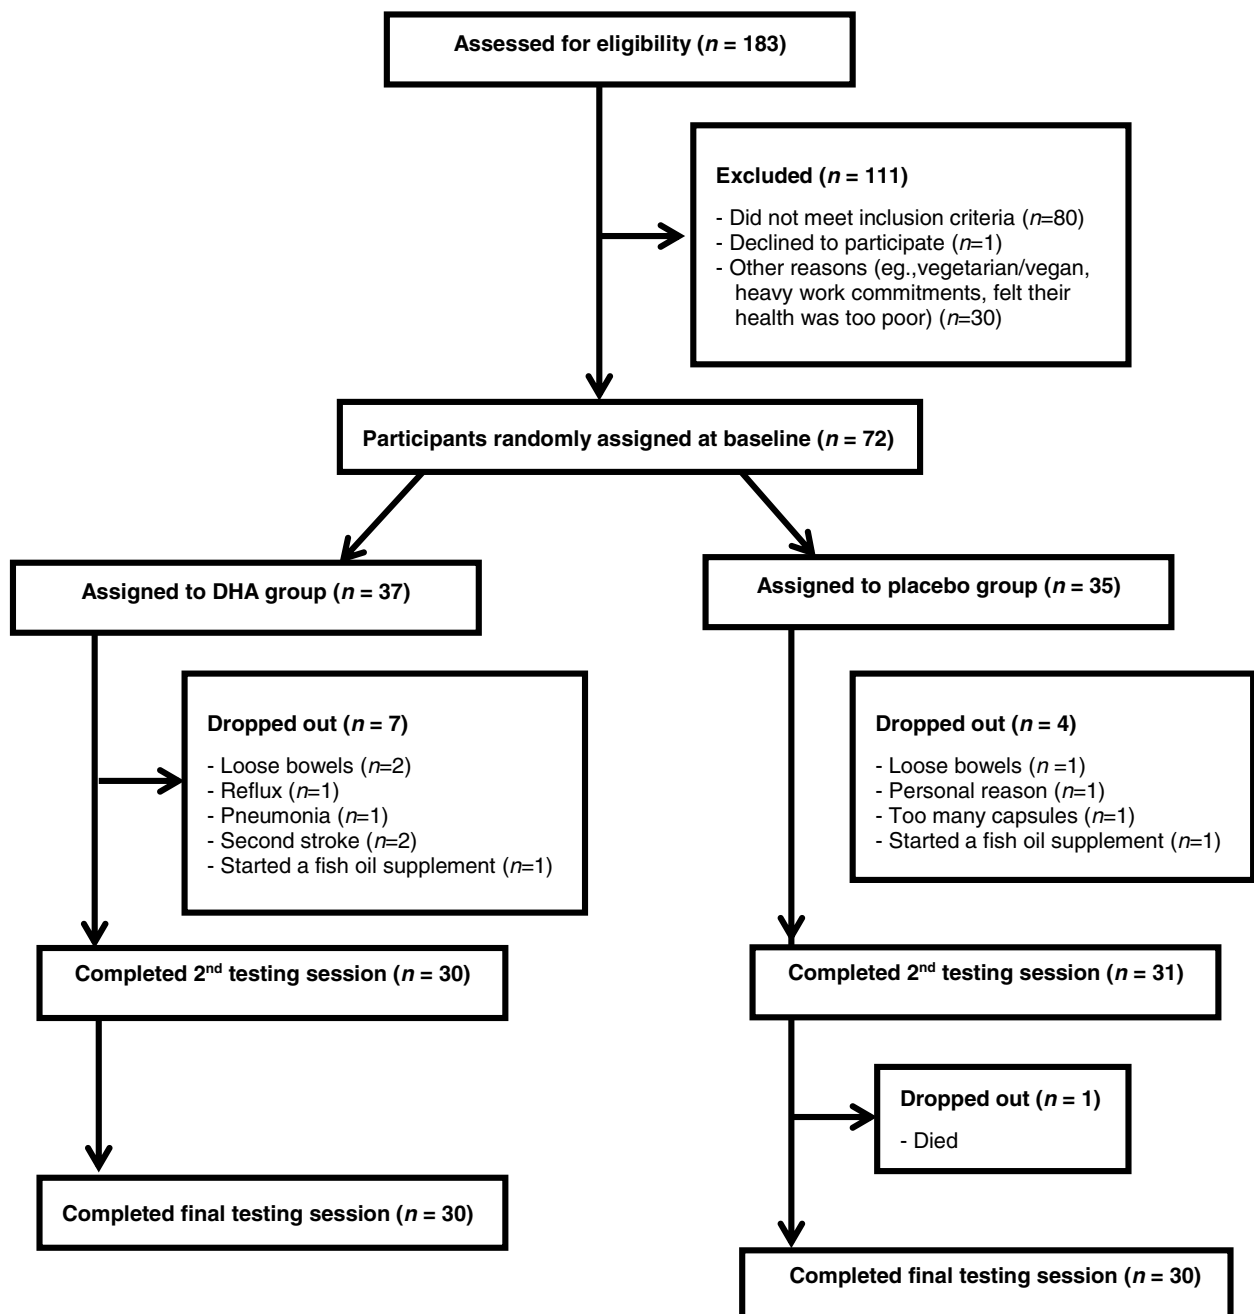 Assessed for eligibility (n = 183)
Excluded (n = 111)
- Did not meet inclusion criteria (n=80)
- Declined to participate (n=1)
- Other reasons (eg.,vegetarian/vegan,
heavy work commitments, felt their
health was too poor) (n=30)
Participants randomly assigned at baseline (n = 72)
Assigned to DHA group (n = 37)
Assigned to placebo group (n = 35)
Dropped out (n = 7)
- Loose bowels (n=2)
- Reflux (n=1)
- Pneumonia (n=1)
- Second stroke (n=2)
- Started a fish oil supplement (n=1)
Dropped out (n = 4)
- Loose bowels (n =1)
- Personal reason (n=1)
- Too many capsules (n=1)
- Started a fish oil supplement (n=1)
Completed 2nd testing session (n = 30)
Completed 2nd testing session (n = 31)
Dropped out (n = 1)
- Died
Completed final testing session (n = 30)
Completed final testing session (n = 30)